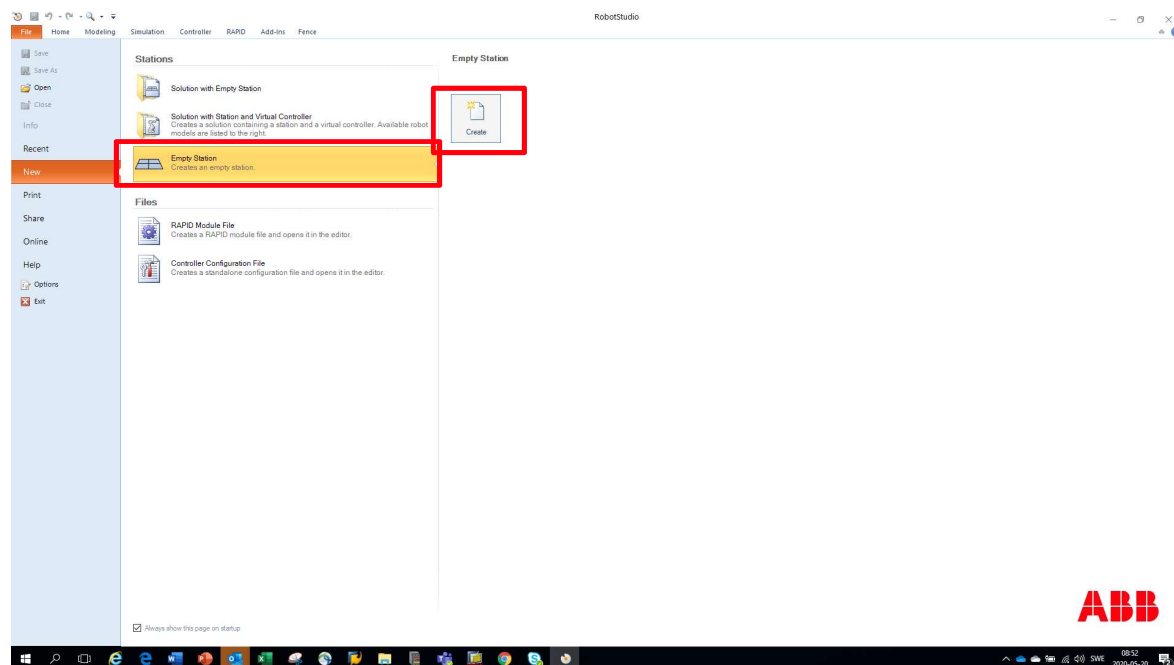 RobotStudio
File Home Modeling Simulation Controller RAPID Add-Ins Fence
Save
Save As
Open
Close
Info
Recent
New
Print
Share
Online
Help
Options
Exit
Stations
Solution with Empty Station
Solution with Station and Virtual Controller
Creates a solution containing a station and a virtual controller. Available robot
models are listed to the right.
Empty Station
Creates an empty station.
Files
RAPID Module File
Creates a RAPID module file and opens it in the editor.
Controller Configuration File
Creates a standalone configuration file and opens it in the editor.
Always show this page on startup
Empty Station
Create
ABB
SWE
08:52
2020-05-20